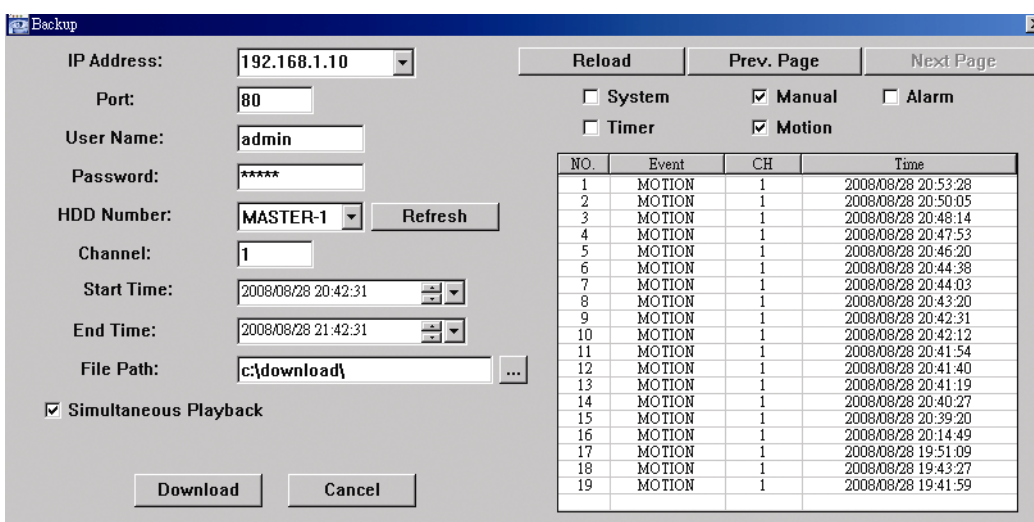 Backup
IP Address: 192.168.1.10
Port: 80
User Name: admin
Password: *****
HDD Number: MASTER-1 Refresh
Channel: 1
Start Time: 2008/08/28 20:42:31
End Time: 2008/08/28 21:42:31
File Path: c:\download\ ...
Simultaneous Playback
Download Cancel
Reload Prev. Page Next Page
System Manual Alarm
Timer Motion
NO. Event CH Time
1 MOTION 1 2008/08/28 20:53:28
2 MOTION 1 2008/08/28 20:50:05
3 MOTION 1 2008/08/28 20:48:14
4 MOTION 1 2008/08/28 20:47:53
5 MOTION 1 2008/08/28 20:46:20
6 MOTION 1 2008/08/28 20:44:38
7 MOTION 1 2008/08/28 20:44:03
8 MOTION 1 2008/08/28 20:43:20
9 MOTION 1 2008/08/28 20:42:31
10 MOTION 1 2008/08/28 20:42:12
11 MOTION 1 2008/08/28 20:41:54
12 MOTION 1 2008/08/28 20:41:40
13 MOTION 1 2008/08/28 20:41:19
14 MOTION 1 2008/08/28 20:40:27
15 MOTION 1 2008/08/28 20:39:20
16 MOTION 1 2008/08/28 20:14:49
17 MOTION 1 2008/08/28 19:51:09
18 MOTION 1 2008/08/28 19:43:27
19 MOTION 1 2008/08/28 19:41:59